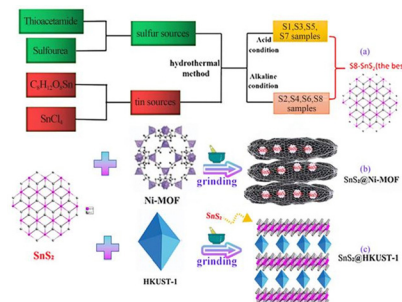 Thioacetamide
Sulfourea
sulfur sources
C₈H₁₂O₈Sn
SnCl₄
tin sources
hydrothermal
method
Acid
condition
Alkaline
condition
S1,S3,S5,
S7 samples
S2,S4,S6,S8
samples
(a)
S8-SnS₂(the bes
SnS₂
Ni-MOF
grinding
(b)
SnS₂@Ni-MOF
HKUST-1
grinding
SnS₂
(c)
SnS₂@HKUST-1